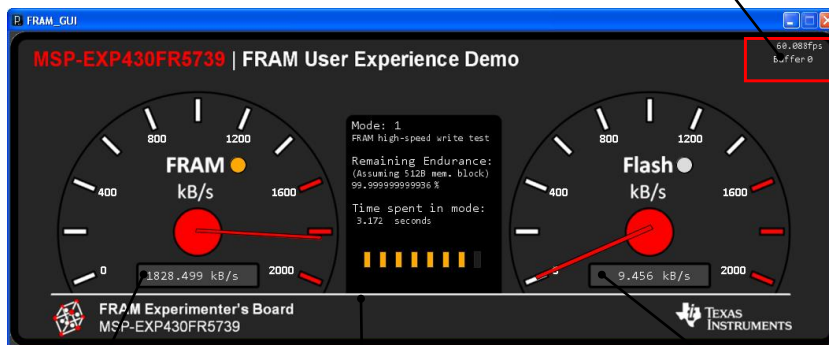 FRAM_GUI
60.088fps
MSP-EXP430FR5739 | FRAM User Experience Demo
Buffer0
800 1200
FRAM
kB/s
400 1600
0 2000
1828.499 kB/s
Mode: 1
FRAM high-speed write test
Remaining Endurance:
(Assuming 512B mem. block)
99.999999999936 %
Time spent in mode:
3.172 seconds
800 1200
Flash
kB/s
400 1600
0 2000
9.456 kB/s
FRAM Experimenter's Board
MSP-EXP430FR5739
TEXAS
INSTRUMENTS